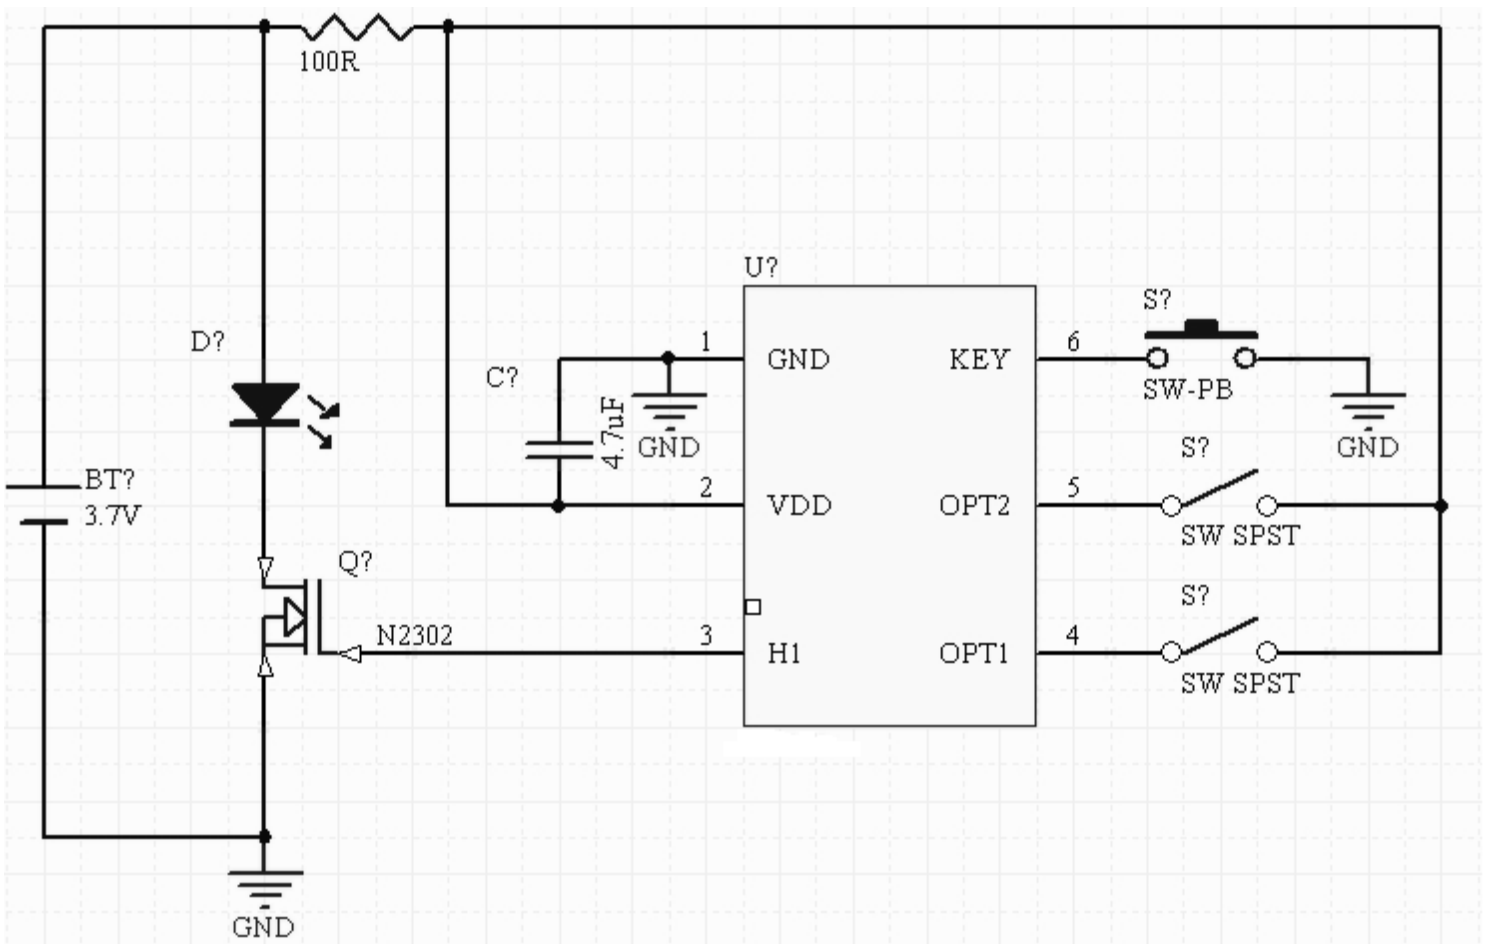 100R
U?
S?
D?
1
GND
KEY
6
C?
SW-PB
4.7uF
GND
GND
S?
BT?
2
VDD
OPT2
5
3.7V
SW SPST
Q?
S?
N2302
3
H1
OPT1
4
SW SPST
GND